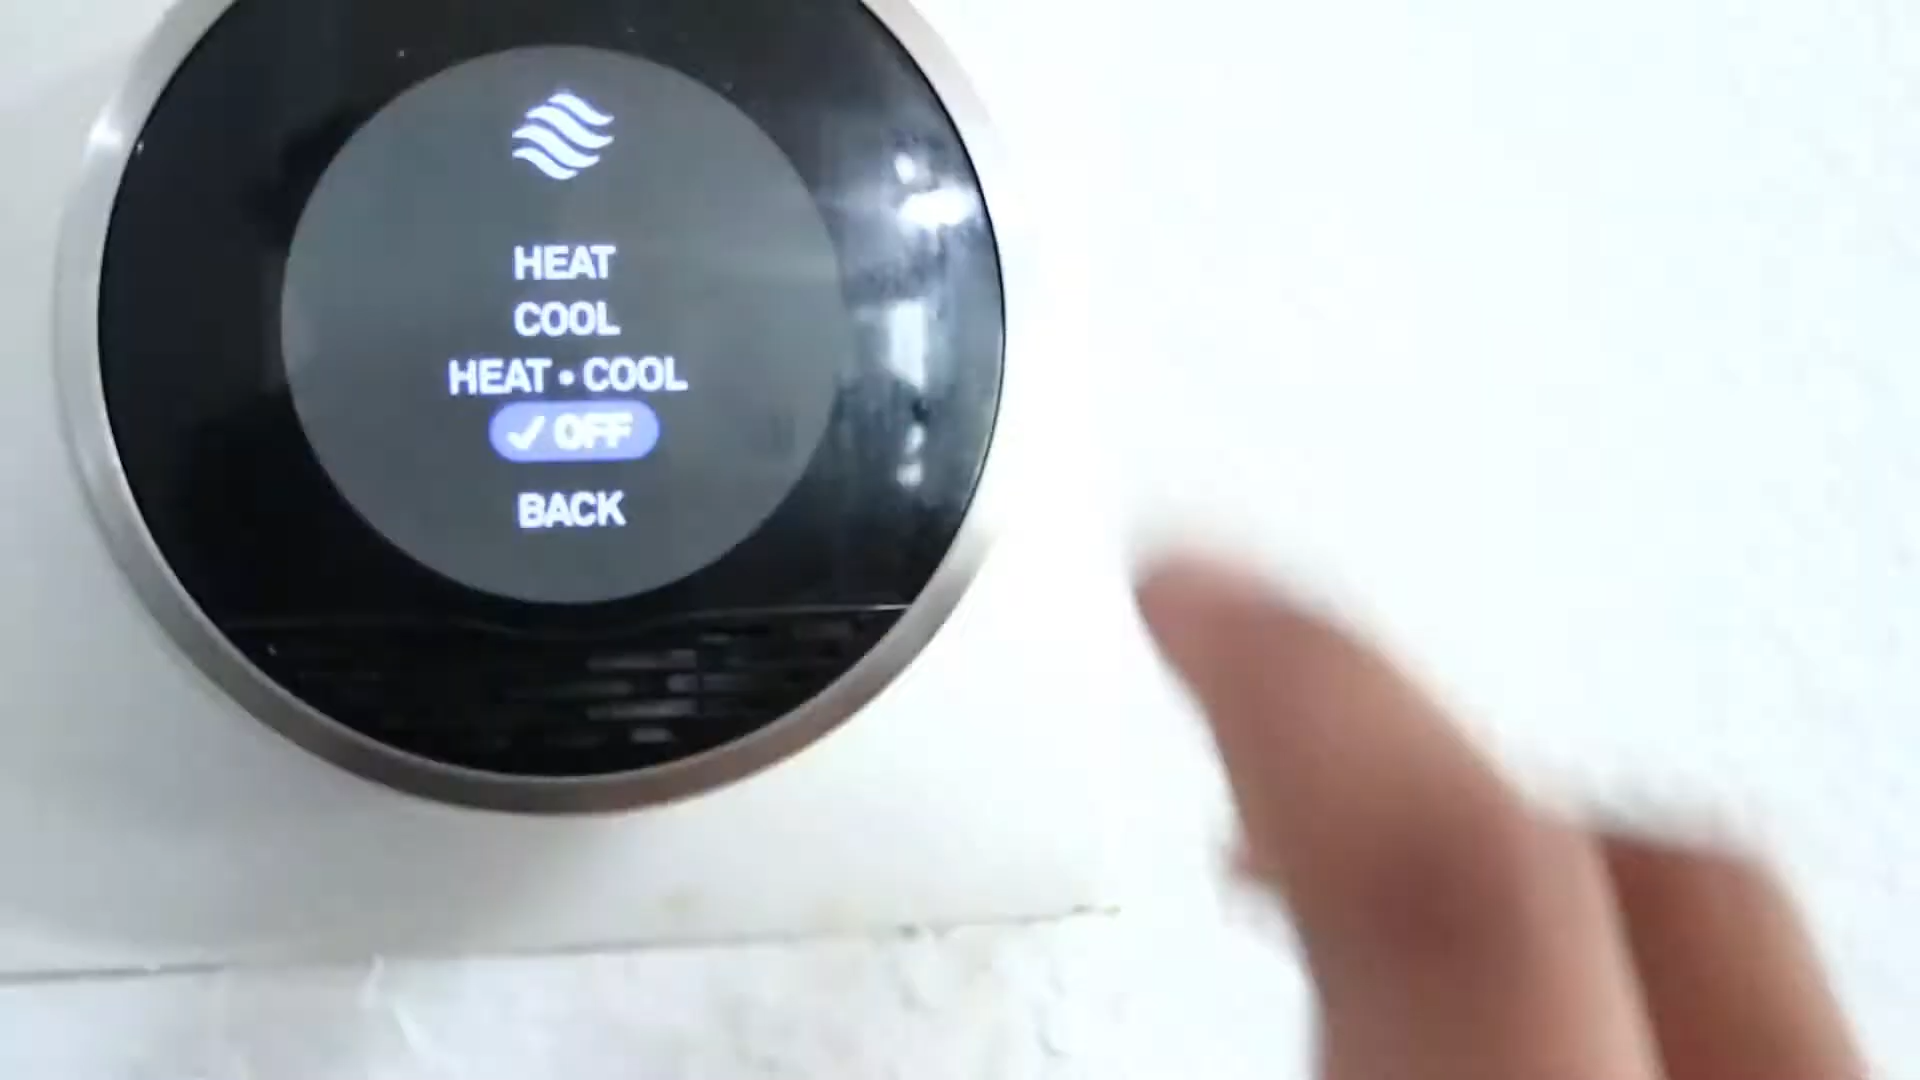 HEAT
COOL
HEAT • COOL
✓ OFF
BACK